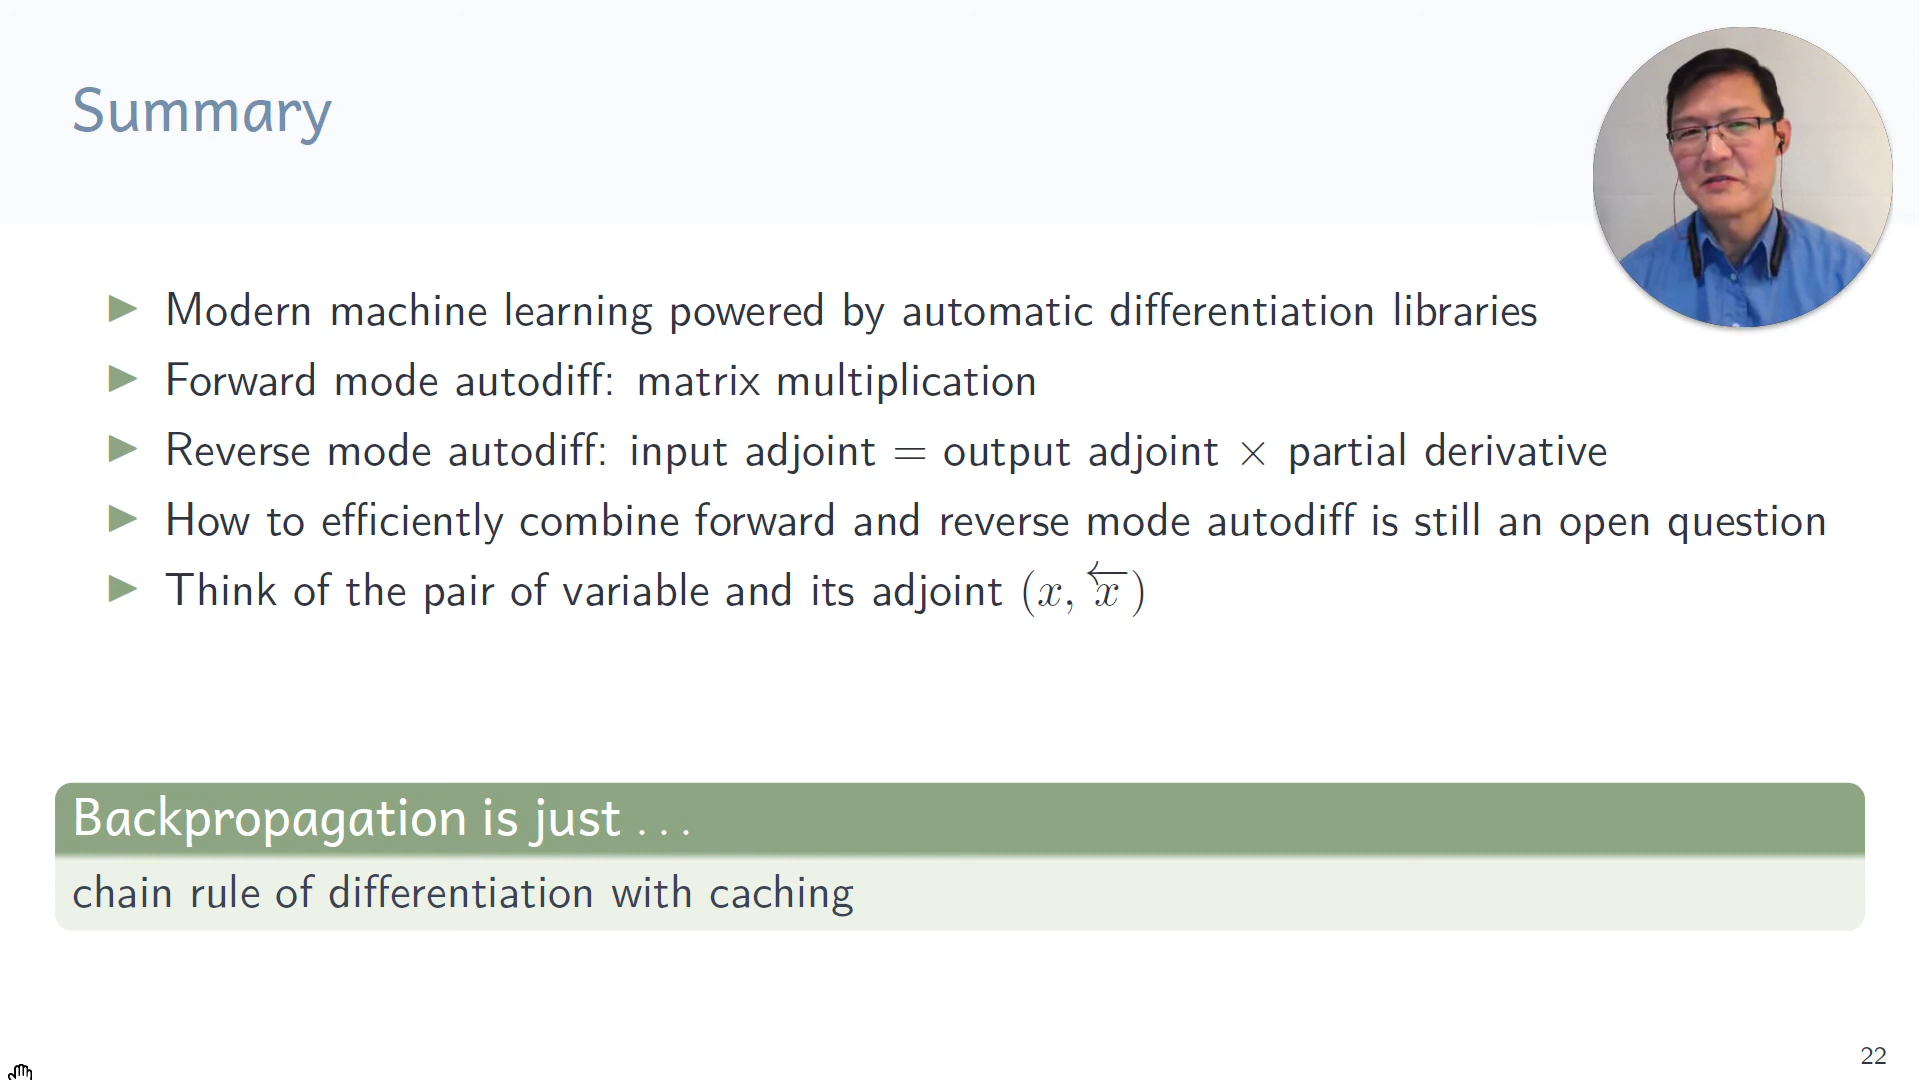 Summary
▶ Modern machine learning powered by automatic differentiation libraries
▶ Forward mode autodiff: matrix multiplication
▶ Reverse mode autodiff: input adjoint = output adjoint × partial derivative
▶ How to efficiently combine forward and reverse mode autodiff is still an open question
▶ Think of the pair of variable and its adjoint (x, x⃖)
Backpropagation is just . . .
chain rule of differentiation with caching
22